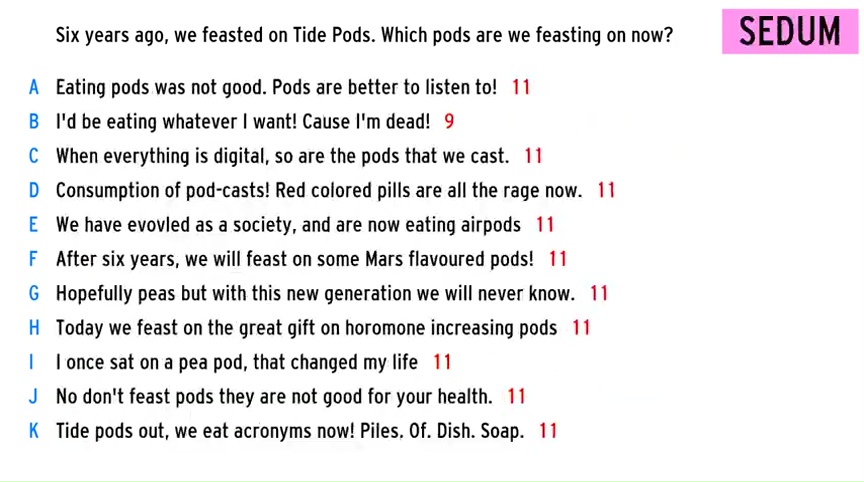 Six years ago, we feasted on Tide Pods. Which pods are we feasting on now?
SEDUM
A Eating pods was not good. Pods are better to listen to! 11
B I'd be eating whatever I want! Cause I'm dead! 9
C When everything is digital, so are the pods that we cast. 11
D Consumption of pod-casts! Red colored pills are all the rage now. 11
E We have evovled as a society, and are now eating airpods 11
F After six years, we will feast on some Mars flavoured pods! 11
G Hopefully peas but with this new generation we will never know. 11
H Today we feast on the great gift on horomone increasing pods 11
I I once sat on a pea pod, that changed my life 11
J No don't feast pods they are not good for your health. 11
K Tide pods out, we eat acronyms now! Piles. Of. Dish. Soap. 11